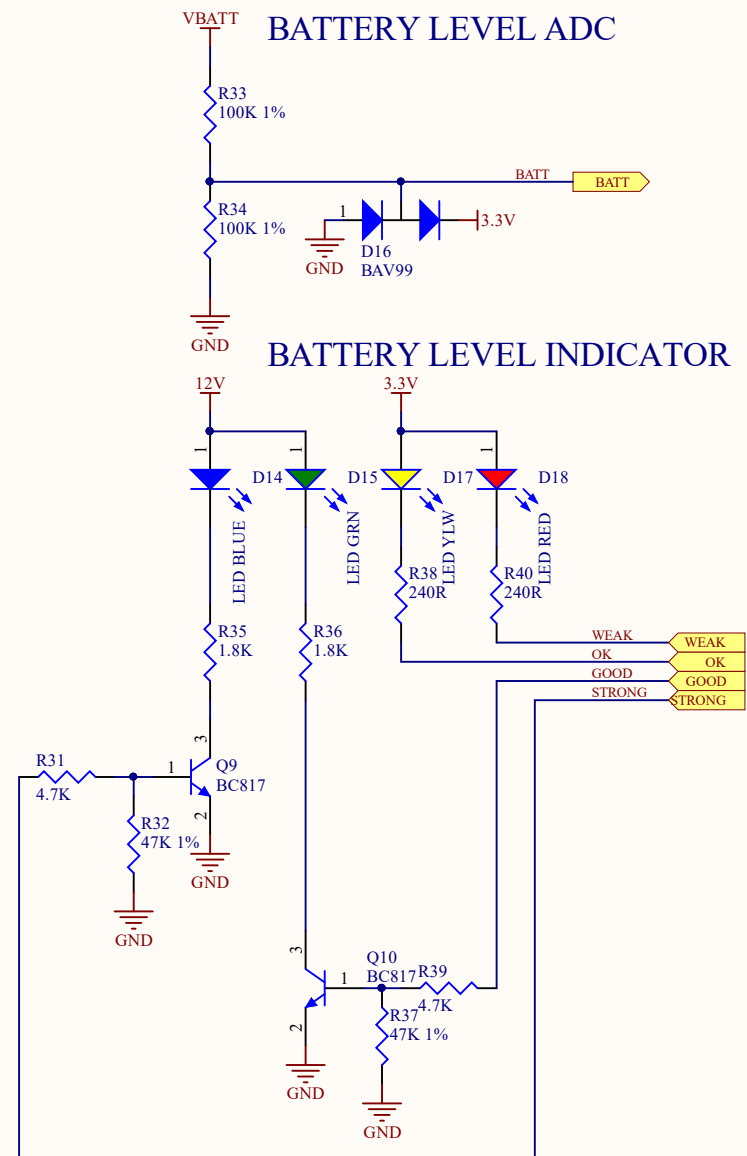 VBATT
BATTERY LEVEL ADC
R33
100K 1%
BATT
BATT
R34
100K 1%
1
3.3V
GND
D16
BAV99
GND
BATTERY LEVEL INDICATOR
12V
3.3V
1
1
1
D14
D15
D17
D18
LED BLUE
LED GRN
LED YLW
LED RED
R38
240R
R40
240R
R35
1.8K
R36
1.8K
WEAK
WEAK
OK
OK
GOOD
GOOD
STRONG
STRONG
3
R31
4.7K
1
Q9
BC817
2
R32
47K 1%
GND
GND
3
Q10
BC817
R39
4.7K
1
2
R37
47K 1%
GND
GND